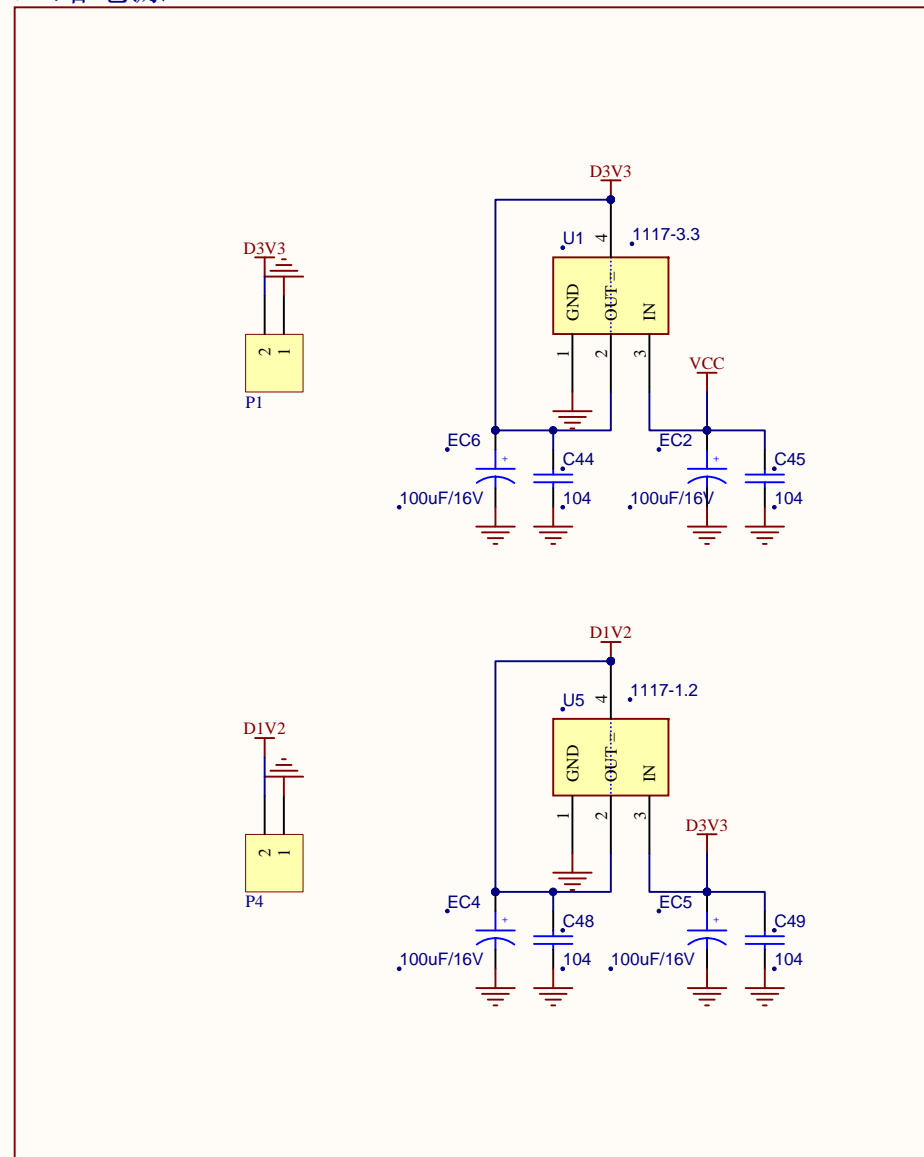 D3V3
U1
4
1117-3.3
D3V3
GND
OUT
IN
2
1
P1
1
2
3
VCC
EC6
C44
EC2
C45
+
+
100uF/16V
104
100uF/16V
104
D1V2
U5
4
1117-1.2
D1V2
GND
OUT
IN
1
2
3
D3V3
2
1
P4
EC4
C48
EC5
C49
+
+
100uF/16V
104
100uF/16V
104